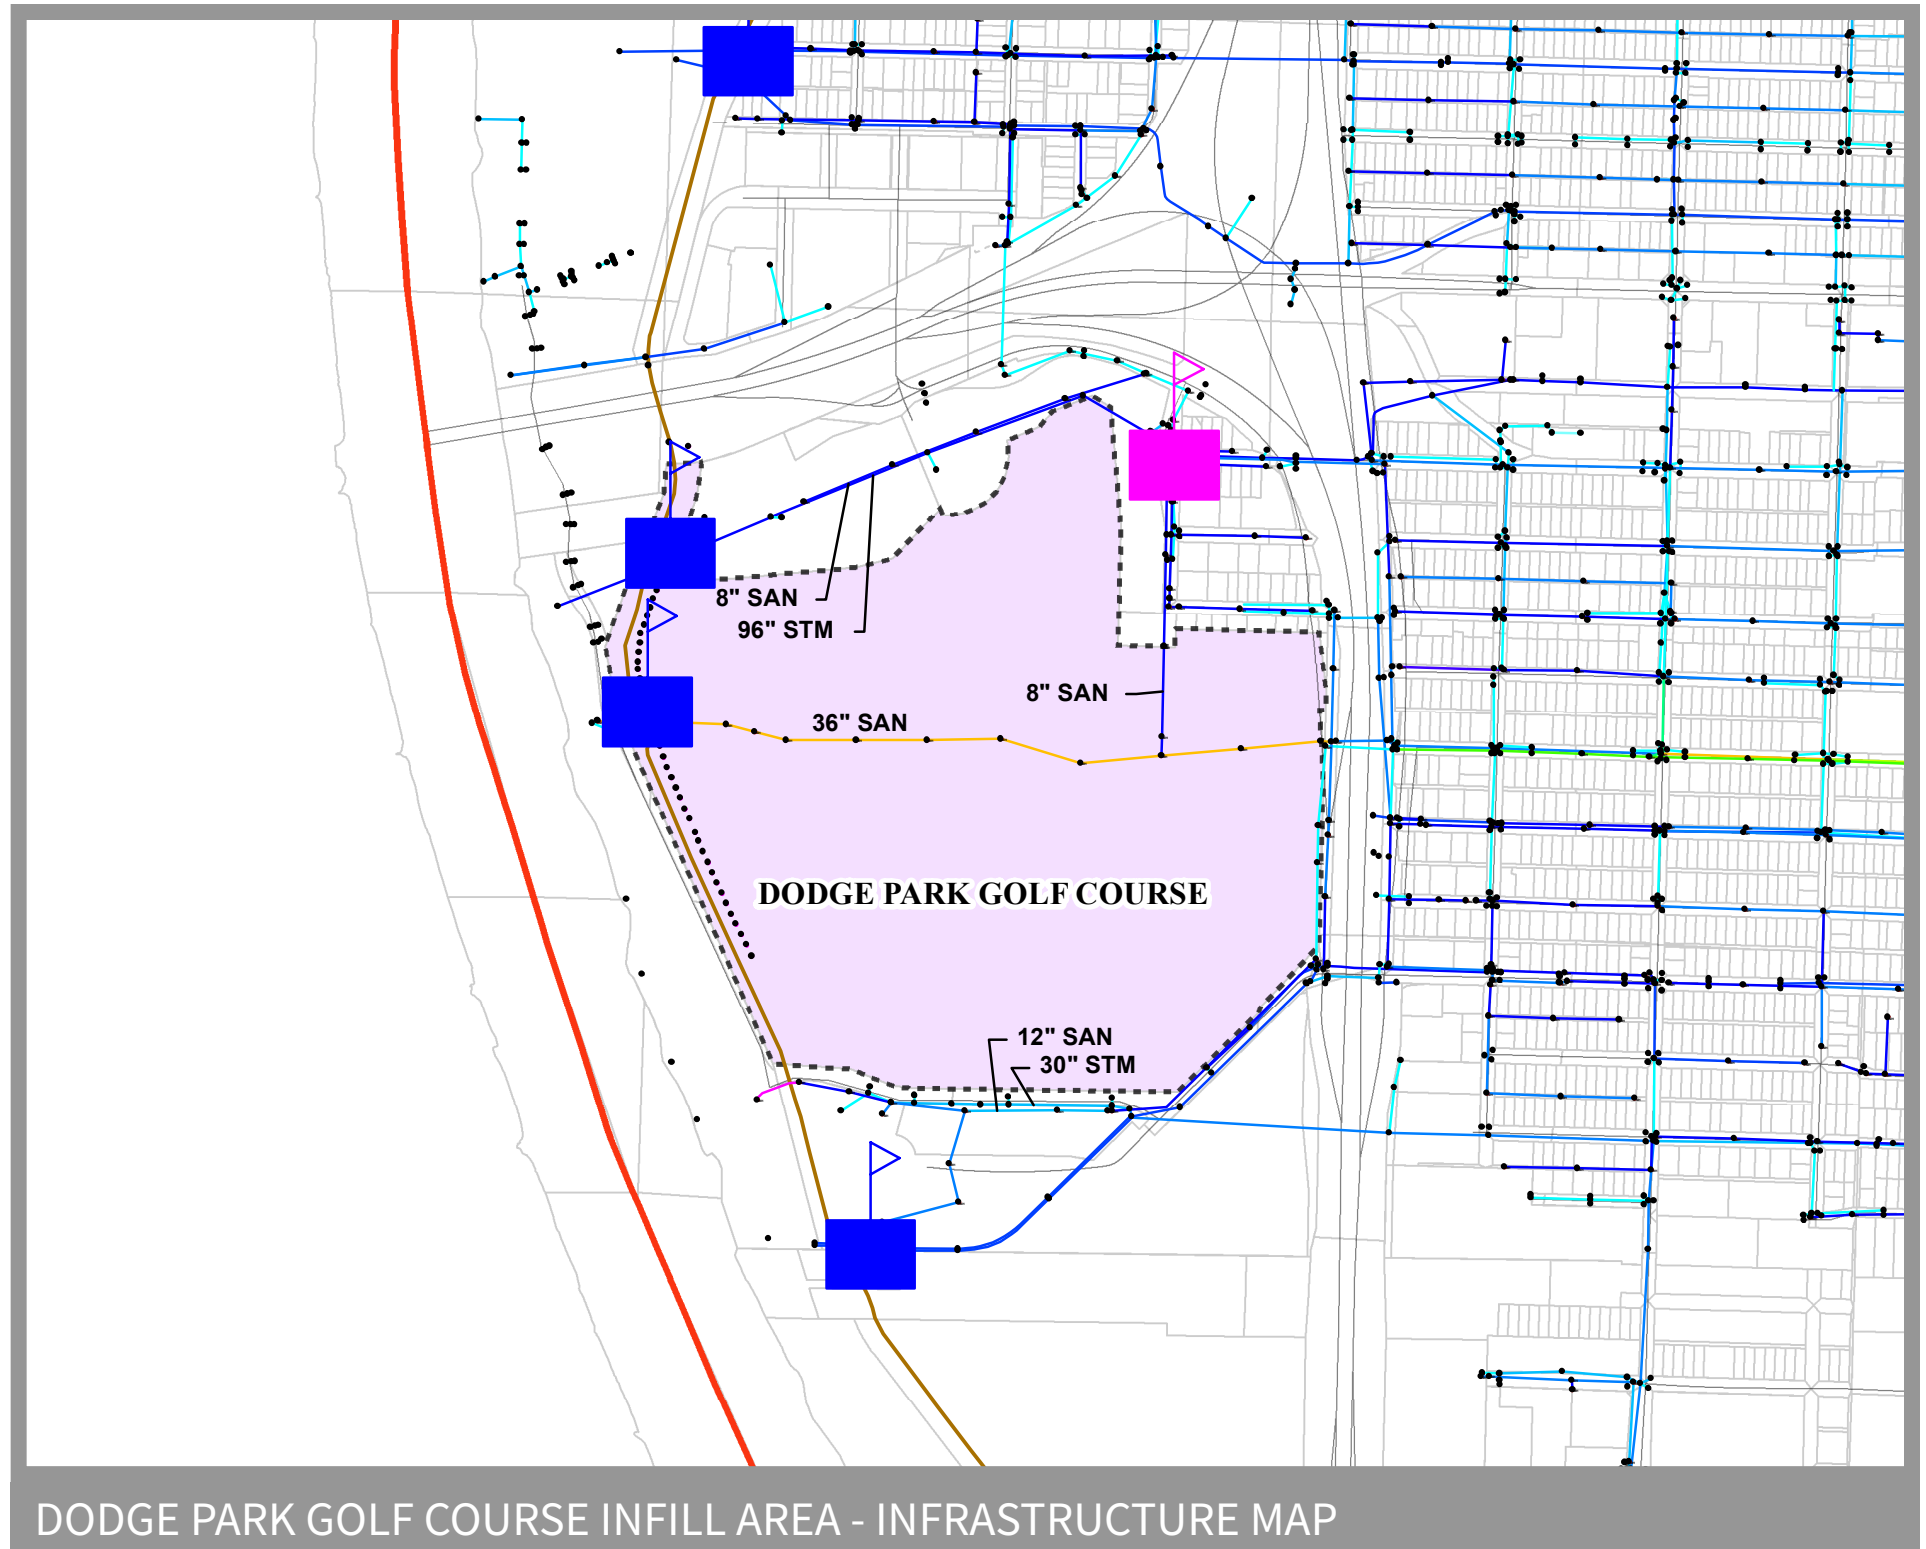 8" SAN
96" STM
8" SAN
36" SAN
DODGE PARK GOLF COURSE
12" SAN
30" STM
DODGE PARK GOLF COURSE INFILL AREA - INFRASTRUCTURE MAP